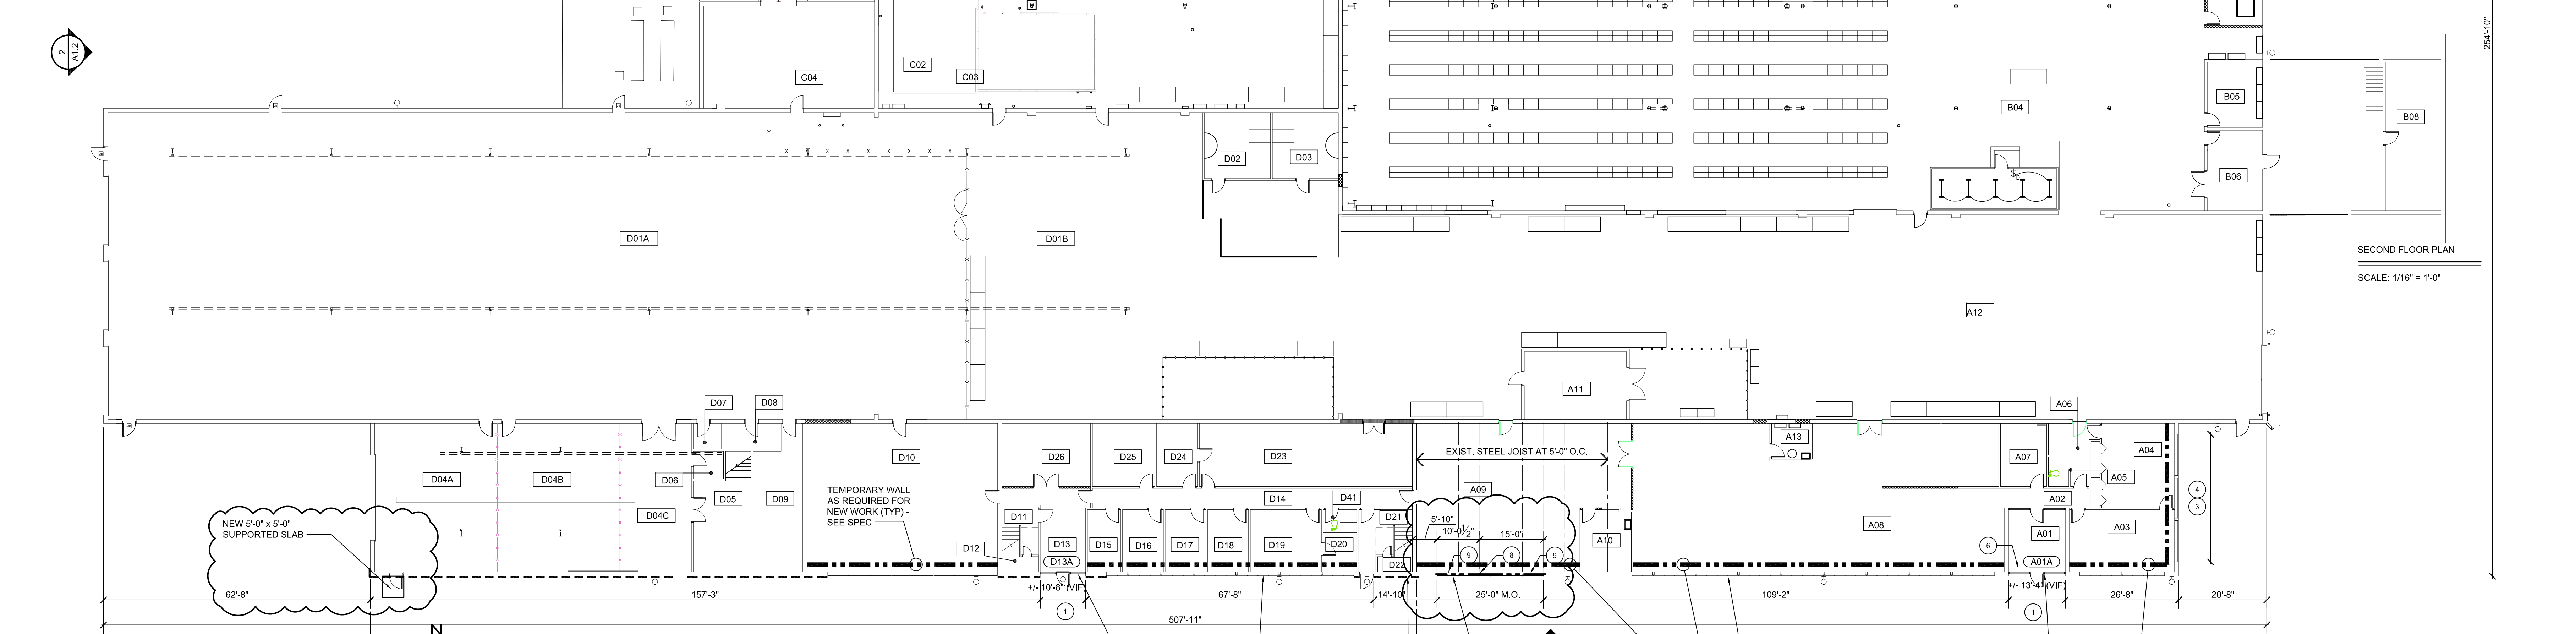 2
A1.2
C04
C02
C03
B04
B05
B06
B08
254'-10"
D02
D03
D01A
D01B
SECOND FLOOR PLAN
SCALE: 1/16" = 1'-0"
A12
A11
D07
D08
A06
D04A
D04B
D04C
D06
D05
D09
D10
D26
D25
D24
D23
EXIST. STEEL JOIST AT 5'-0" O.C.
A13
A07
A04
A05
A09
D14
D41
A02
A03
4
3
TEMPORARY WALL
AS REQUIRED FOR
NEW WORK (TYP) -
SEE SPEC
NEW 5'-0" x 5'-0"
SUPPORTED SLAB
D11
D12
D13
D13A
D15
D16
D17
D18
D19
D20
D21
D22
5'-10"
10'-0 1/2"
15'-0"
9
8
9
A10
A08
A01
6
A01A
+/- 10'-8" (VIF)
+/- 13'-4" (VIF)
62'-8"
157'-3"
67'-8"
14'-10"
25'-0" M.O.
109'-2"
26'-8"
20'-8"
1
1
507'-11"